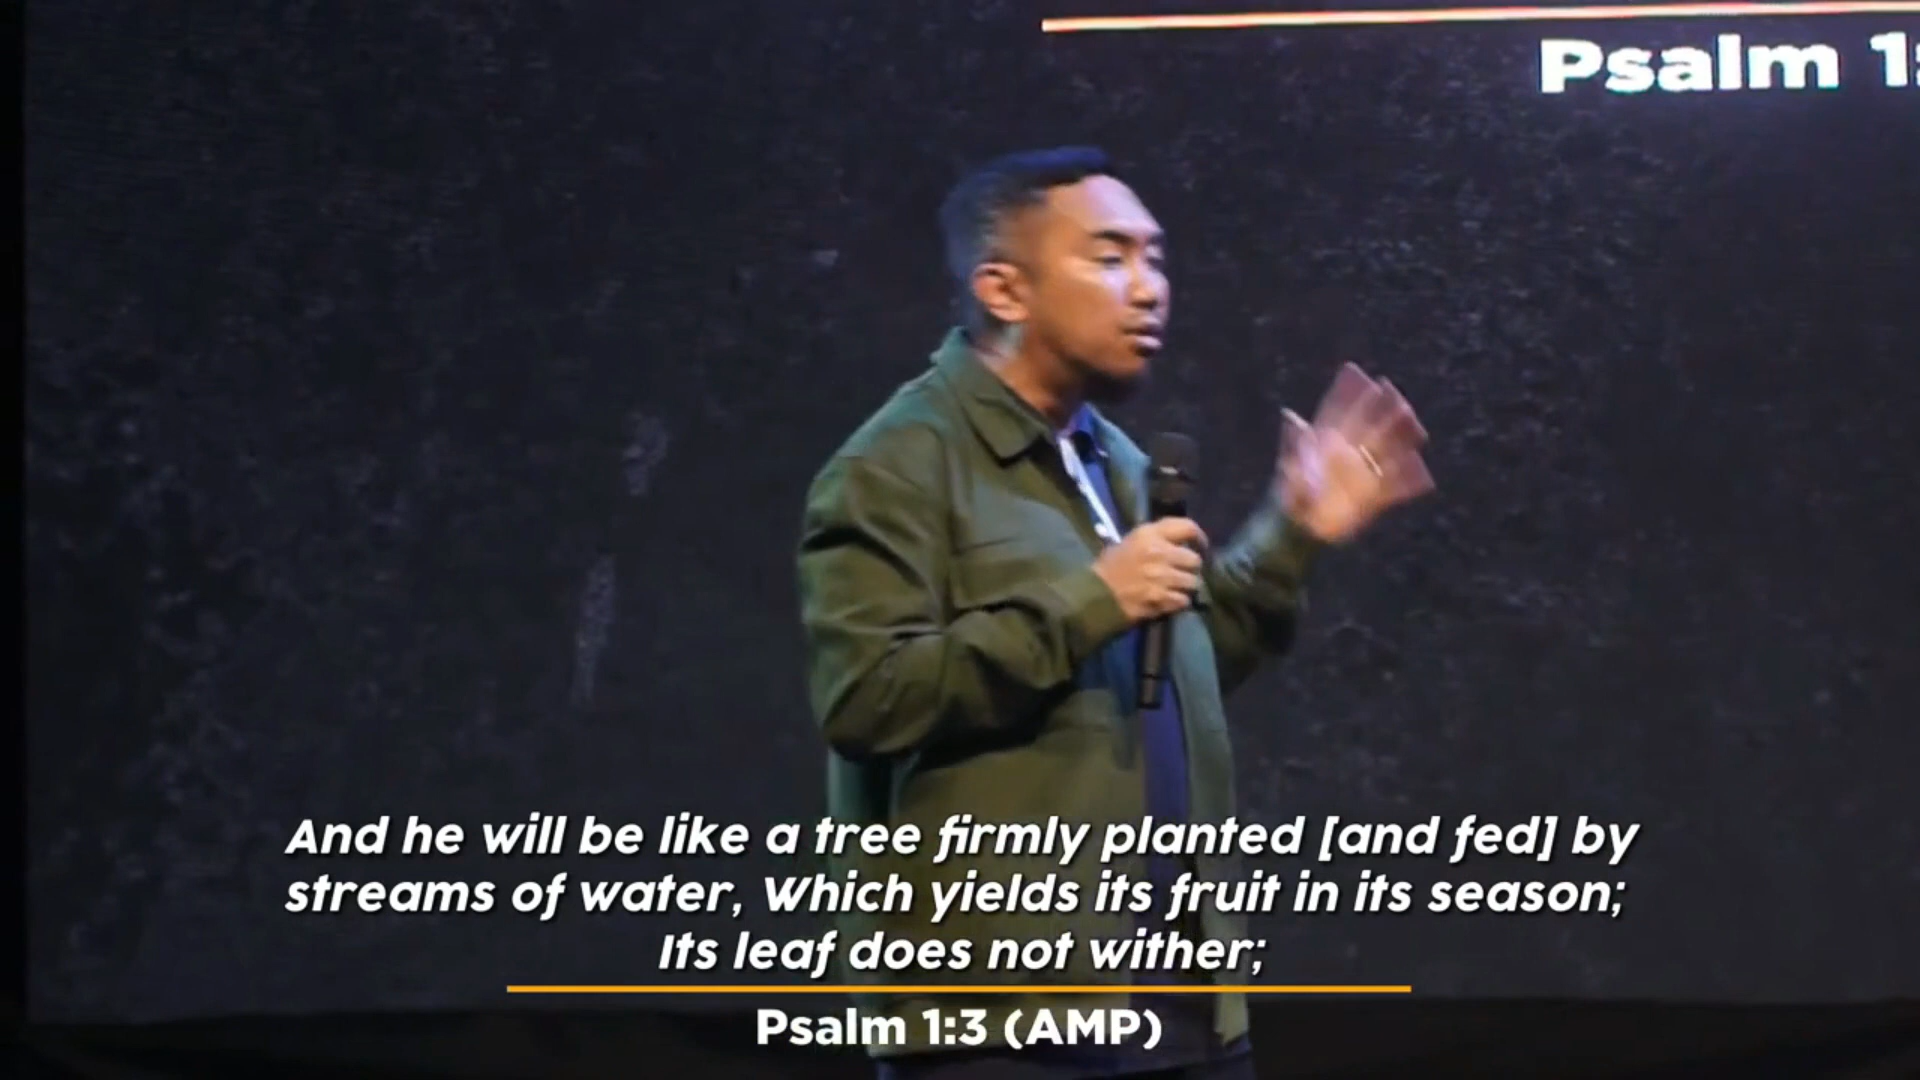 Psalm 1:
And he will be like a tree firmly planted [and fed] by
streams of water, Which yields its fruit in its season;
Its leaf does not wither;
Psalm 1:3 (AMP)